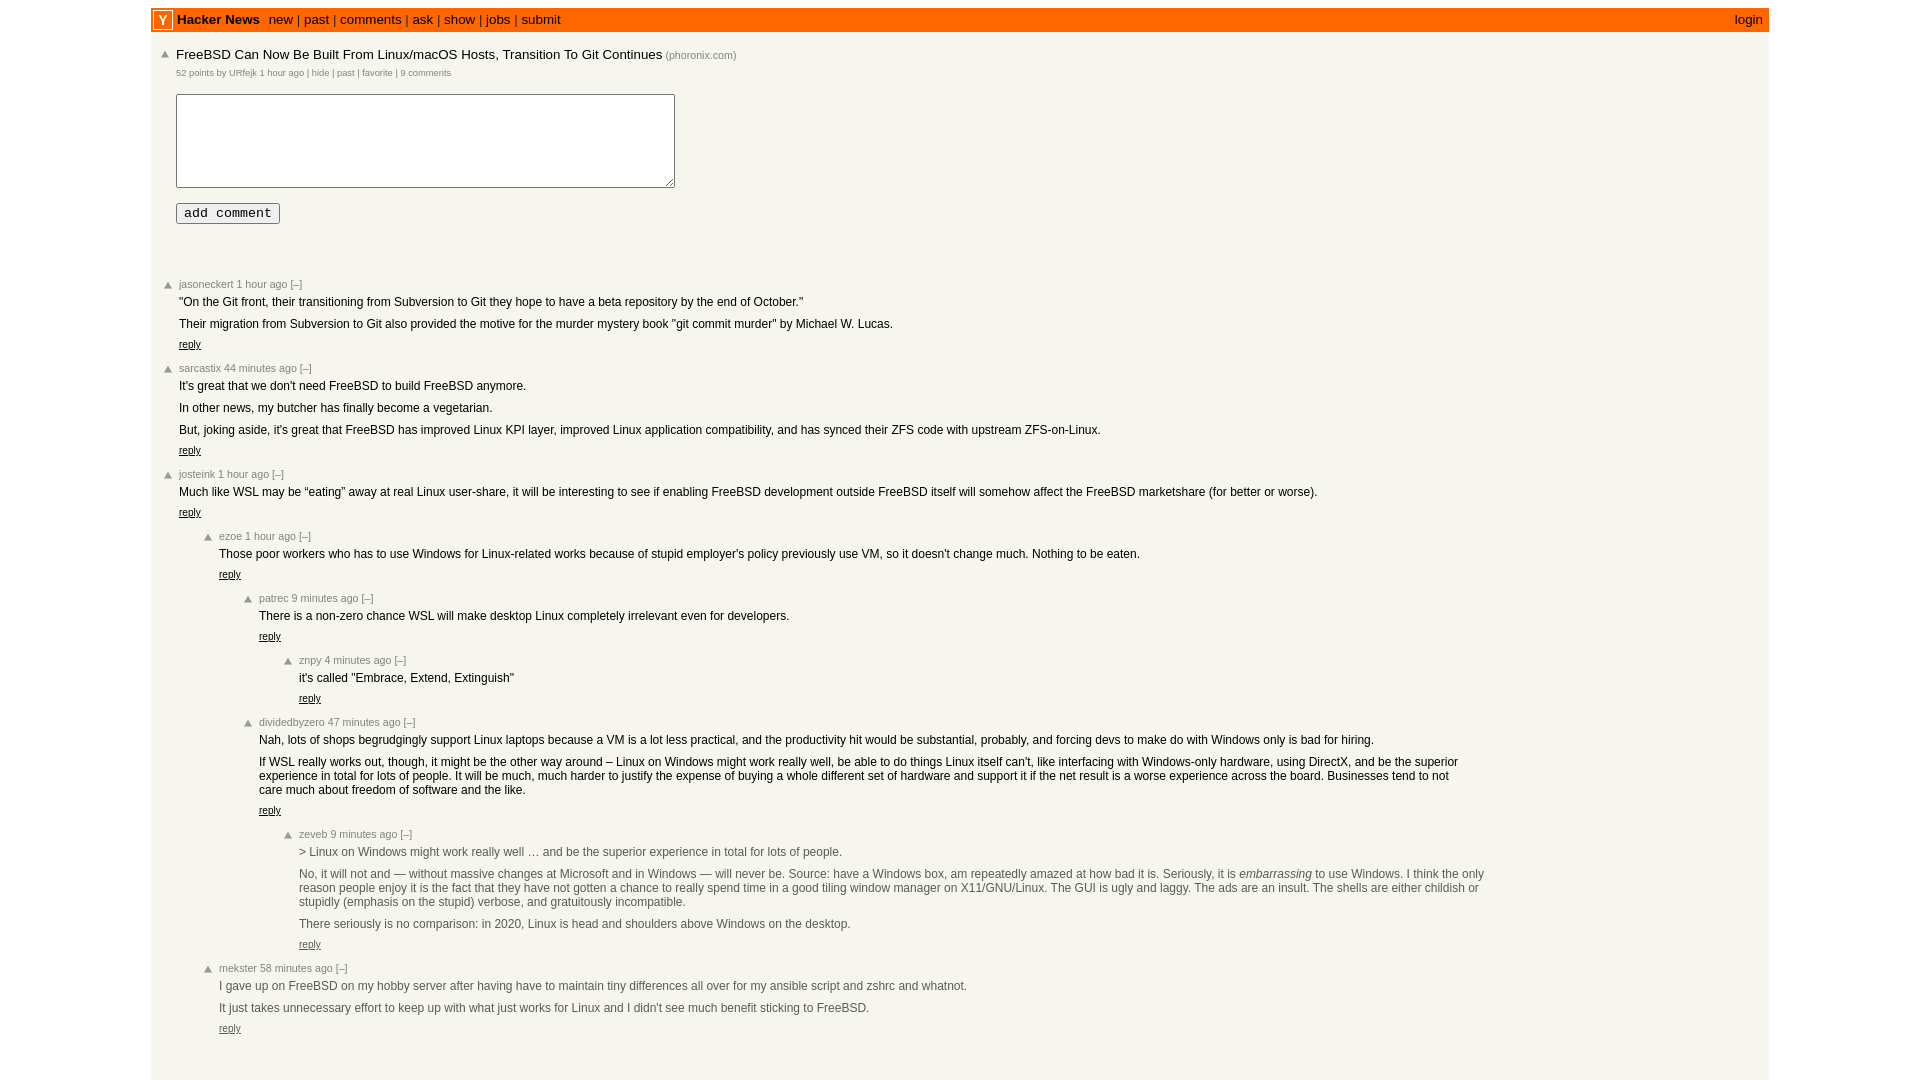 Y Hacker News new | past | comments | ask | show | jobs | submit login
FreeBSD Can Now Be Built From Linux/macOS Hosts, Transition To Git Continues (phoronix.com)
52 points by URfejk 1 hour ago | hide | past | favorite | 9 comments
add comment
jasoneckert 1 hour ago [–]
"On the Git front, their transitioning from Subversion to Git they hope to have a beta repository by the end of October."
Their migration from Subversion to Git also provided the motive for the murder mystery book "git commit murder" by Michael W. Lucas.
reply
sarcastix 44 minutes ago [–]
It's great that we don't need FreeBSD to build FreeBSD anymore.
In other news, my butcher has finally become a vegetarian.
But, joking aside, it's great that FreeBSD has improved Linux KPI layer, improved Linux application compatibility, and has synced their ZFS code with upstream ZFS-on-Linux.
reply
josteink 1 hour ago [–]
Much like WSL may be “eating” away at real Linux user-share, it will be interesting to see if enabling FreeBSD development outside FreeBSD itself will somehow affect the FreeBSD marketshare (for better or worse).
reply
ezoe 1 hour ago [–]
Those poor workers who has to use Windows for Linux-related works because of stupid employer's policy previously use VM, so it doesn't change much. Nothing to be eaten.
reply
patrec 9 minutes ago [–]
There is a non-zero chance WSL will make desktop Linux completely irrelevant even for developers.
reply
znpy 4 minutes ago [–]
it's called "Embrace, Extend, Extinguish"
reply
dividedbyzero 47 minutes ago [–]
Nah, lots of shops begrudgingly support Linux laptops because a VM is a lot less practical, and the productivity hit would be substantial, probably, and forcing devs to make do with Windows only is bad for hiring.
If WSL really works out, though, it might be the other way around – Linux on Windows might work really well, be able to do things Linux itself can't, like interfacing with Windows-only hardware, using DirectX, and be the superior
experience in total for lots of people. It will be much, much harder to justify the expense of buying a whole different set of hardware and support it if the net result is a worse experience across the board. Businesses tend to not
care much about freedom of software and the like.
reply
zeveb 9 minutes ago [–]
> Linux on Windows might work really well … and be the superior experience in total for lots of people.
No, it will not and — without massive changes at Microsoft and in Windows — will never be. Source: have a Windows box, am repeatedly amazed at how bad it is. Seriously, it is embarrassing to use Windows. I think the only
reason people enjoy it is the fact that they have not gotten a chance to really spend time in a good tiling window manager on X11/GNU/Linux. The GUI is ugly and laggy. The ads are an insult. The shells are either childish or
stupidly (emphasis on the stupid) verbose, and gratuitously incompatible.
There seriously is no comparison: in 2020, Linux is head and shoulders above Windows on the desktop.
reply
mekster 58 minutes ago [–]
I gave up on FreeBSD on my hobby server after having have to maintain tiny differences all over for my ansible script and zshrc and whatnot.
It just takes unnecessary effort to keep up with what just works for Linux and I didn't see much benefit sticking to FreeBSD.
reply